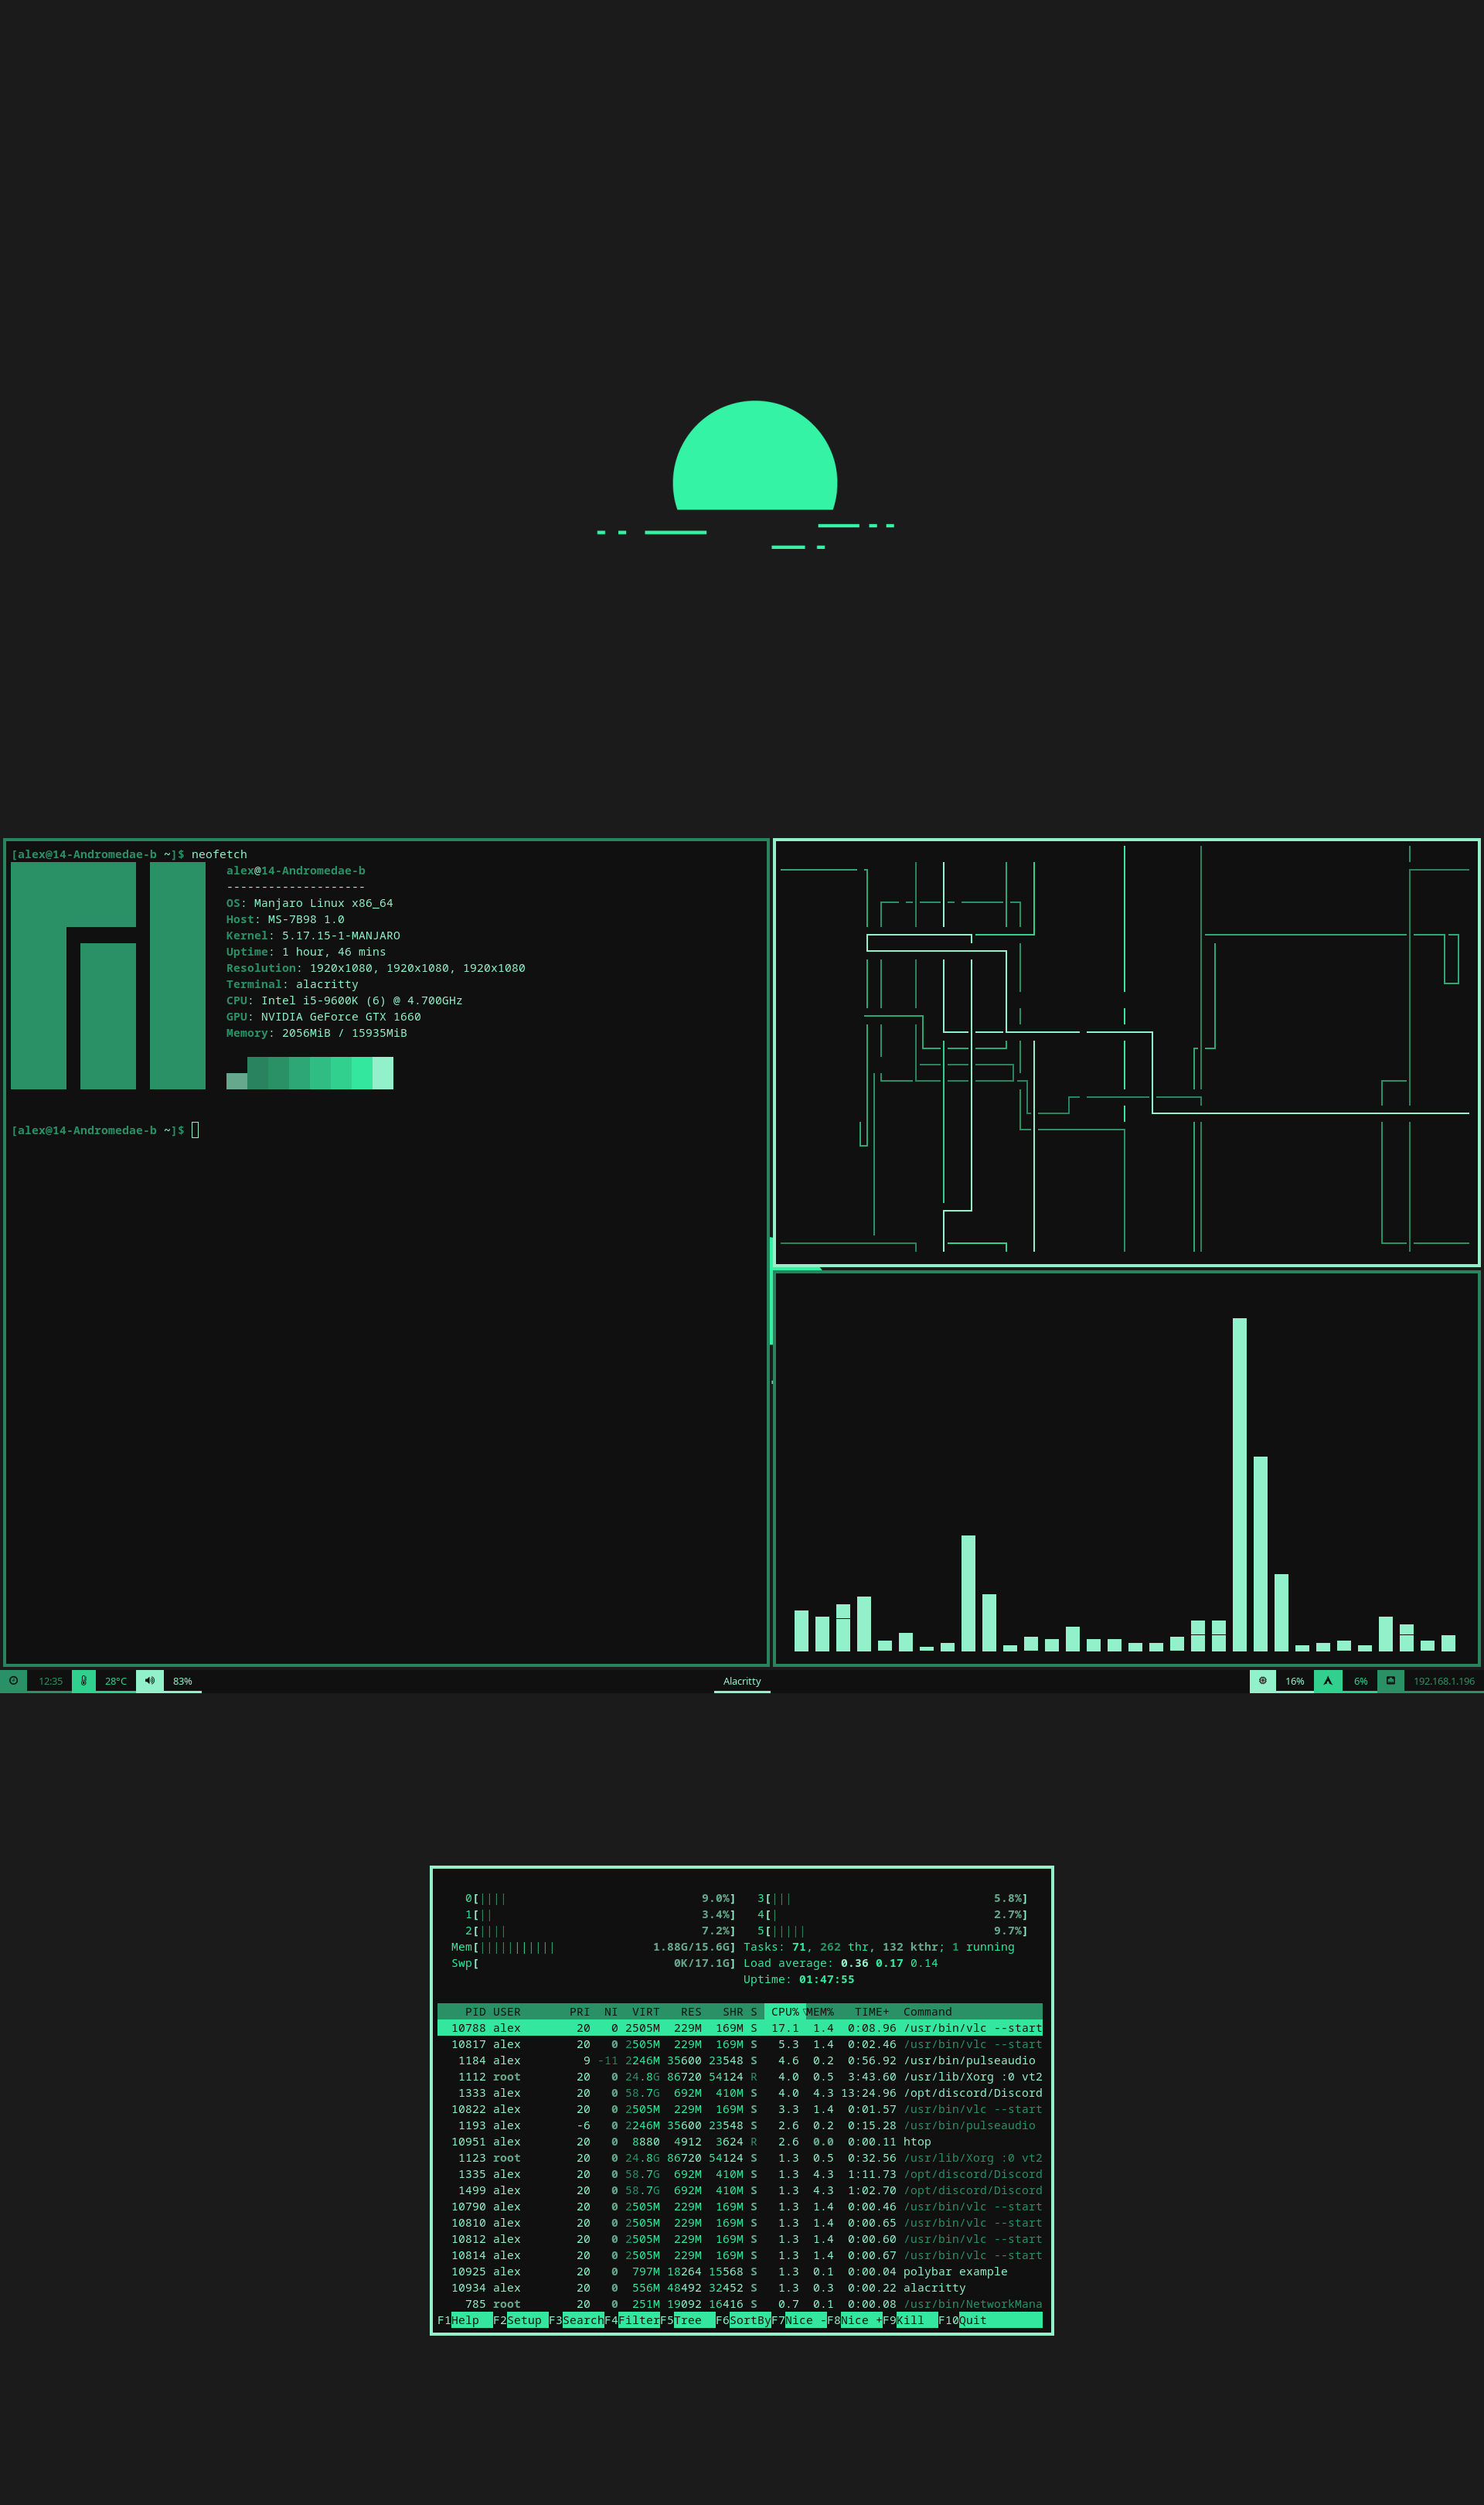 [alex@14-Andromedae-b ~]$ neofetch
alex@14-Andromedae-b
--------------------
OS: Manjaro Linux x86_64
Host: MS-7B98 1.0
Kernel: 5.17.15-1-MANJARO
Uptime: 1 hour, 46 mins
Resolution: 1920x1080, 1920x1080, 1920x1080
Terminal: alacritty
CPU: Intel i5-9600K (6) @ 4.700GHz
GPU: NVIDIA GeForce GTX 1660
Memory: 2056MiB / 15935MiB
[alex@14-Andromedae-b ~]$
12:35 28°C 83% Alacritty 16% 6% 192.168.1.196
0[|||| 9.0%] 3[||| 5.8%]
1[|| 3.4%] 4[| 2.7%]
2[|||| 7.2%] 5[||||| 9.7%]
Mem[||||||||||| 1.88G/15.6G] Tasks: 71, 262 thr, 132 kthr; 1 running
Swp[ 0K/17.1G] Load average: 0.36 0.17 0.14
Uptime: 01:47:55
PID USER PRI NI VIRT RES SHR S CPU%▽MEM% TIME+ Command
10788 alex 20 0 2505M 229M 169M S 17.1 1.4 0:08.96 /usr/bin/vlc --start
10817 alex 20 0 2505M 229M 169M S 5.3 1.4 0:02.46 /usr/bin/vlc --start
1184 alex 9 -11 2246M 35600 23548 S 4.6 0.2 0:56.92 /usr/bin/pulseaudio
1112 root 20 0 24.8G 86720 54124 R 4.0 0.5 3:43.60 /usr/lib/Xorg :0 vt2
1333 alex 20 0 58.7G 692M 410M S 4.0 4.3 13:24.96 /opt/discord/Discord
10822 alex 20 0 2505M 229M 169M S 3.3 1.4 0:01.57 /usr/bin/vlc --start
1193 alex -6 0 2246M 35600 23548 S 2.6 0.2 0:15.28 /usr/bin/pulseaudio
10951 alex 20 0 8880 4912 3624 R 2.6 0.0 0:00.11 htop
1123 root 20 0 24.8G 86720 54124 S 1.3 0.5 0:32.56 /usr/lib/Xorg :0 vt2
1335 alex 20 0 58.7G 692M 410M S 1.3 4.3 1:11.73 /opt/discord/Discord
1499 alex 20 0 58.7G 692M 410M S 1.3 4.3 1:02.70 /opt/discord/Discord
10790 alex 20 0 2505M 229M 169M S 1.3 1.4 0:00.46 /usr/bin/vlc --start
10810 alex 20 0 2505M 229M 169M S 1.3 1.4 0:00.65 /usr/bin/vlc --start
10812 alex 20 0 2505M 229M 169M S 1.3 1.4 0:00.60 /usr/bin/vlc --start
10814 alex 20 0 2505M 229M 169M S 1.3 1.4 0:00.67 /usr/bin/vlc --start
10925 alex 20 0 797M 18264 15568 S 1.3 0.1 0:00.04 polybar example
10934 alex 20 0 556M 48492 32452 S 1.3 0.3 0:00.22 alacritty
785 root 20 0 251M 19092 16416 S 0.7 0.1 0:00.08 /usr/bin/NetworkMana
F1Help F2Setup F3SearchF4FilterF5Tree F6SortByF7Nice -F8Nice +F9Kill F10Quit